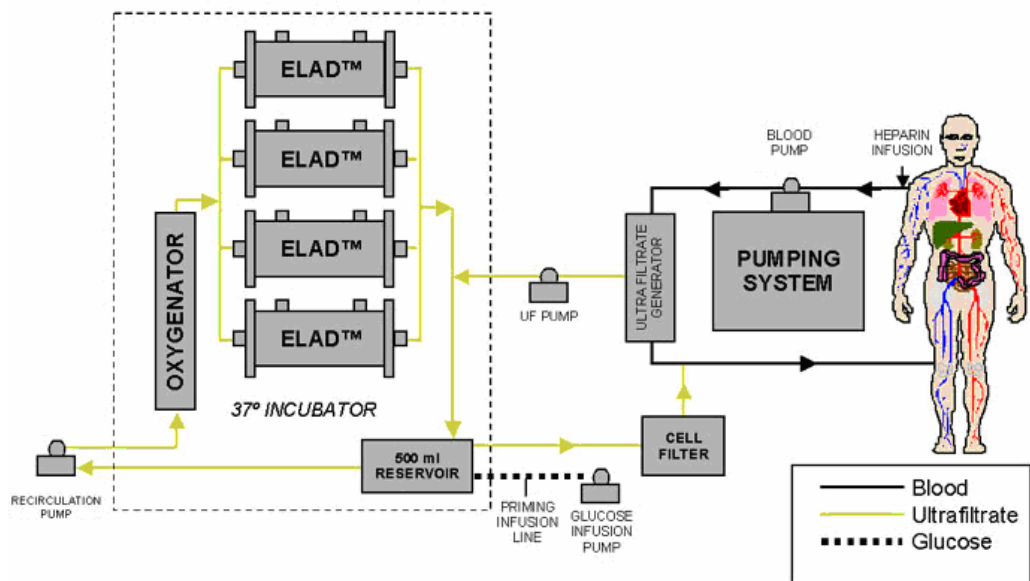 ELAD™
ELAD™
ELAD™
ELAD™
OXYGENATOR
37º INCUBATOR
RECIRCULATION
PUMP
500 ml
RESERVOIR
PRIMING
INFUSION
LINE
GLUCOSE
INFUSION
PUMP
CELL
FILTER
UF PUMP
ULTRA FILTRATE
GENERATOR
BLOOD
PUMP
HEPARIN
INFUSION
PUMPING
SYSTEM
Blood
Ultrafiltrate
Glucose